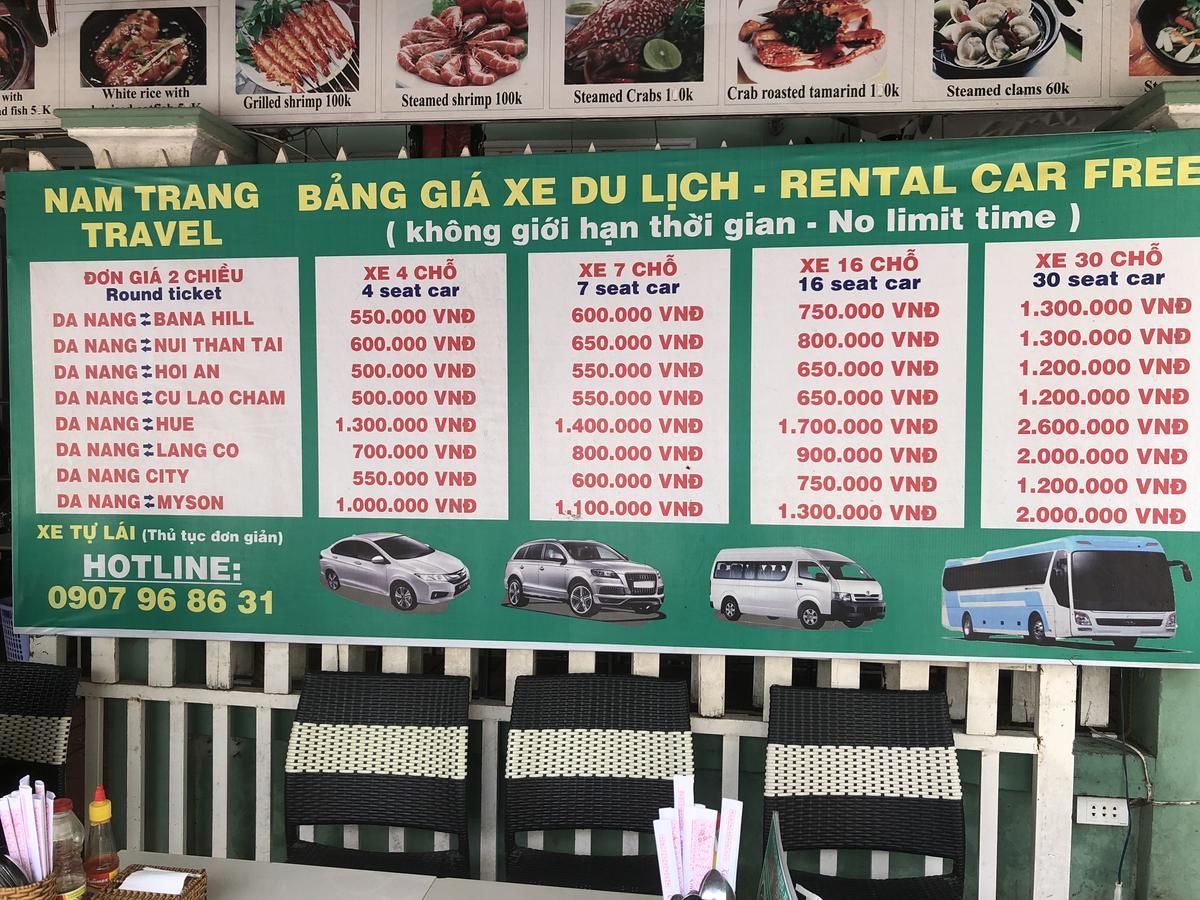 with
White rice with
Grilled shrimp 100k
Steamed shrimp 100k
Steamed Crabs
Crab roasted tamarind
Steamed clams 60k
NAM TRANG
TRAVEL
BẢNG GIÁ XE DU LỊCH - RENTAL CAR FREE
( không giới hạn thời gian - No limit time )
ĐƠN GIÁ 2 CHIỀU
Round ticket
DA NANG ⇄ BANA HILL
DA NANG ⇄ NUI THAN TAI
DA NANG ⇄ HOI AN
DA NANG ⇄ CU LAO CHAM
DA NANG ⇄ HUE
DA NANG ⇄ LANG CO
DA NANG CITY
DA NANG ⇄ MYSON
XE 4 CHỖ
4 seat car
550.000 VNĐ
600.000 VNĐ
500.000 VNĐ
500.000 VNĐ
1.300.000 VNĐ
700.000 VNĐ
550.000 VNĐ
1.000.000 VNĐ
XE 7 CHỖ
7 seat car
600.000 VNĐ
650.000 VNĐ
550.000 VNĐ
550.000 VNĐ
1.400.000 VNĐ
800.000 VNĐ
600.000 VNĐ
1.100.000 VNĐ
XE 16 CHỖ
16 seat car
750.000 VNĐ
800.000 VNĐ
650.000 VNĐ
650.000 VNĐ
1.700.000 VNĐ
900.000 VNĐ
750.000 VNĐ
1.300.000 VNĐ
XE 30 CHỖ
30 seat car
1.300.000 VNĐ
1.300.000 VNĐ
1.200.000 VNĐ
1.200.000 VNĐ
2.600.000 VNĐ
2.000.000 VNĐ
1.200.000 VNĐ
2.000.000 VNĐ
XE TỰ LÁI (Thủ tục đơn giản)
HOTLINE:
0907 96 86 31